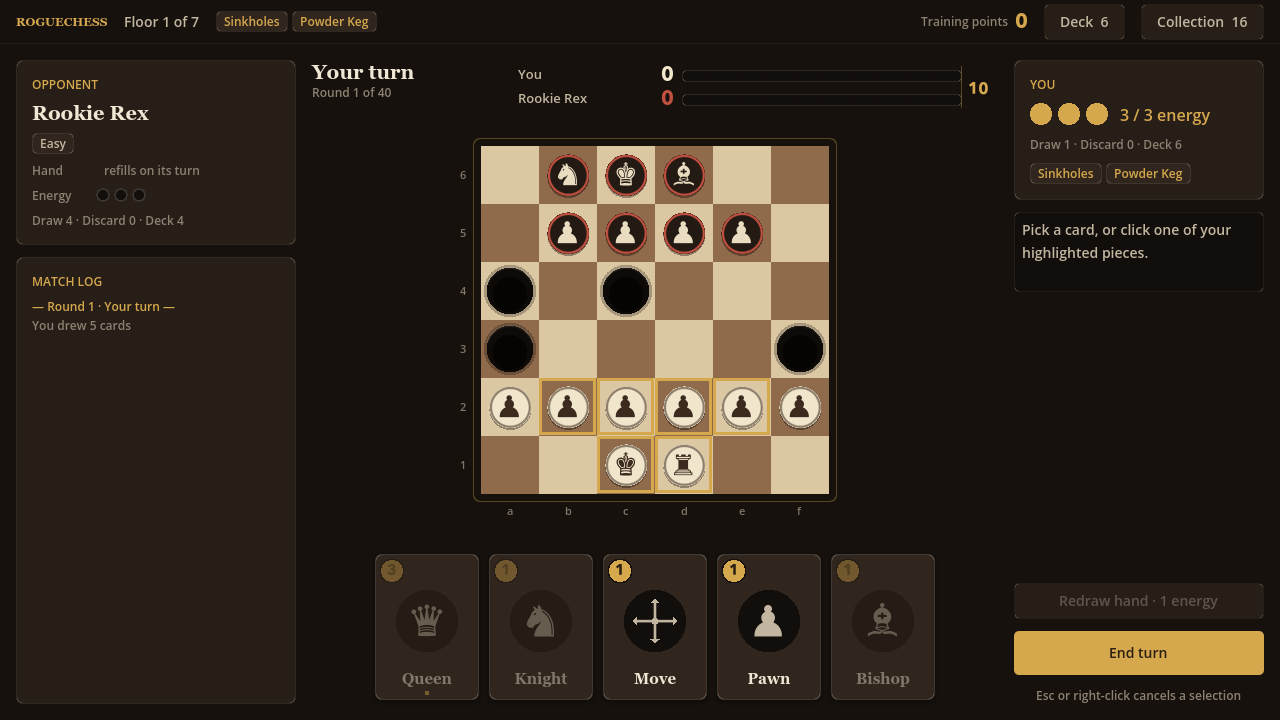 ROGUECHESS
Floor 1 of 7
Sinkholes
Powder Keg
Training points 0
Deck 6
Collection 16
OPPONENT
Rookie Rex
Easy
Hand refills on its turn
Energy
Draw 4 · Discard 0 · Deck 4
MATCH LOG
— Round 1 · Your turn —
You drew 5 cards
Your turn
Round 1 of 40
You 0
Rookie Rex 0
10
6
5
4
3
2
1
a b c d e f
3
Queen
1
Knight
1
Move
1
Pawn
1
Bishop
YOU
3 / 3 energy
Draw 1 · Discard 0 · Deck 6
Sinkholes
Powder Keg
Pick a card, or click one of your
highlighted pieces.
Redraw hand · 1 energy
End turn
Esc or right-click cancels a selection